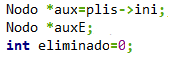 Nodo *aux=plis->ini;
Nodo *auxE;
int eliminado=0;